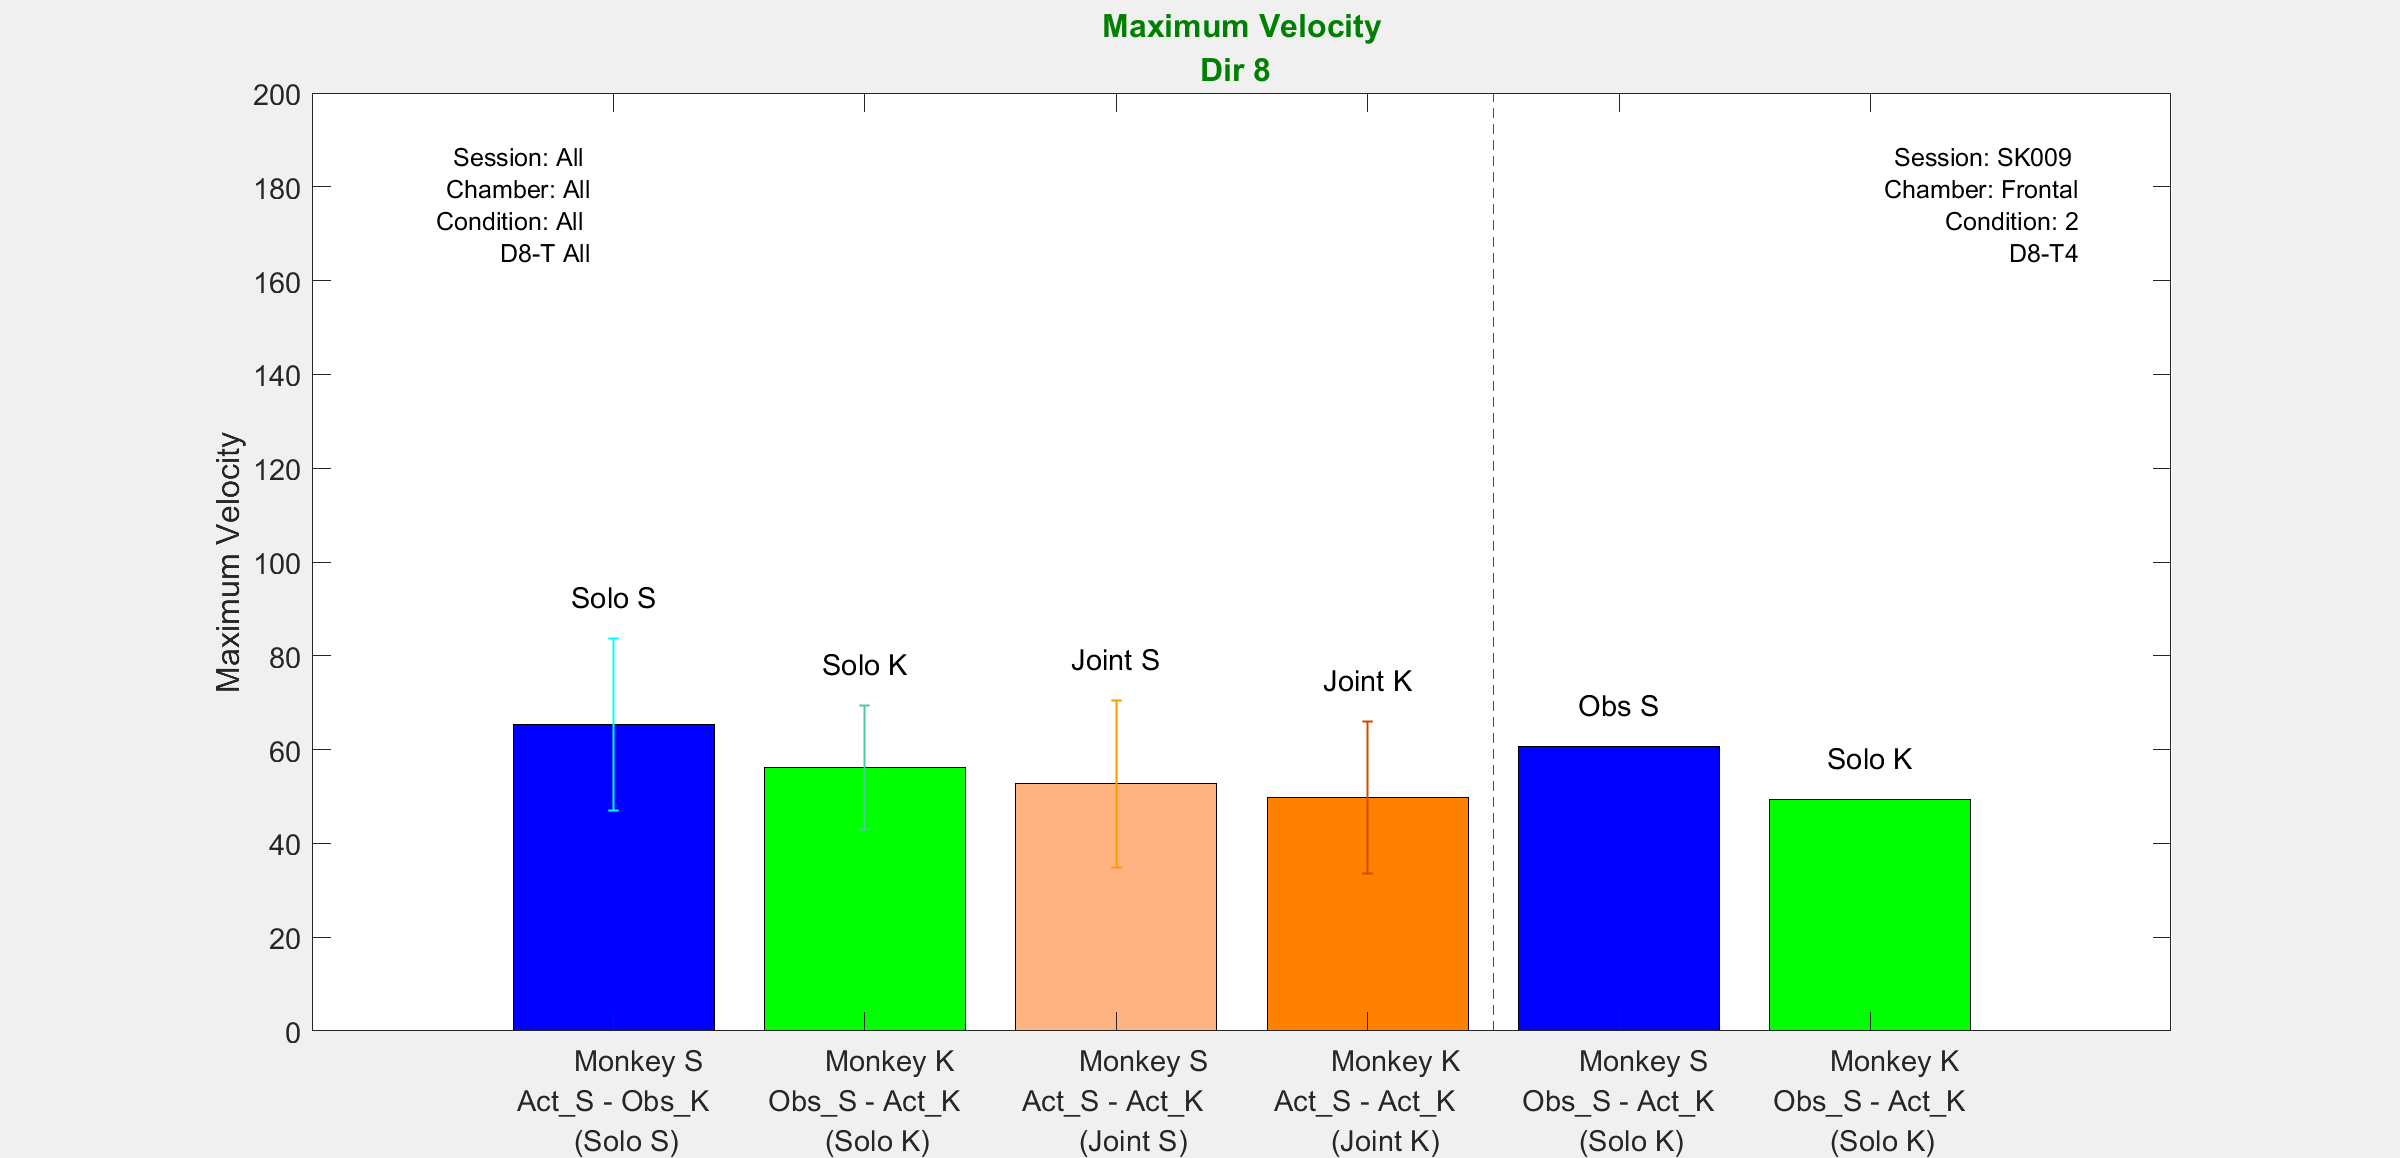 Maximum Velocity
Dir 8
Session: All
Chamber: All
Condition: All
D8-T All
Session: SK009
Chamber: Frontal
Condition: 2
D8-T4
Maximum Velocity
200
180
160
140
120
100
80
60
40
20
0
Solo S
Solo K
Joint S
Joint K
Obs S
Solo K
Monkey S
Act_S - Obs_K
(Solo S)
Monkey K
Obs_S - Act_K
(Solo K)
Monkey S
Act_S - Act_K
(Joint S)
Monkey K
Act_S - Act_K
(Joint K)
Monkey S
Obs_S - Act_K
(Solo K)
Monkey K
Obs_S - Act_K
(Solo K)